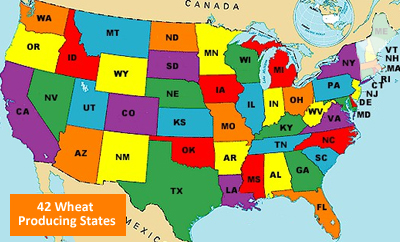 CANADA
WA
MT
ND
MN
ME
OR
ID
WY
SD
WI
MI
NY
VT
NH
MA
RI
CT
NJ
DE
MD
NV
UT
CO
NE
IA
IL
IN
OH
PA
CA
KS
MO
KY
VA
AZ
NM
OK
AR
TN
NC
SC
TX
LA
MS
AL
GA
FL
42 Wheat
Producing States
MEXICO